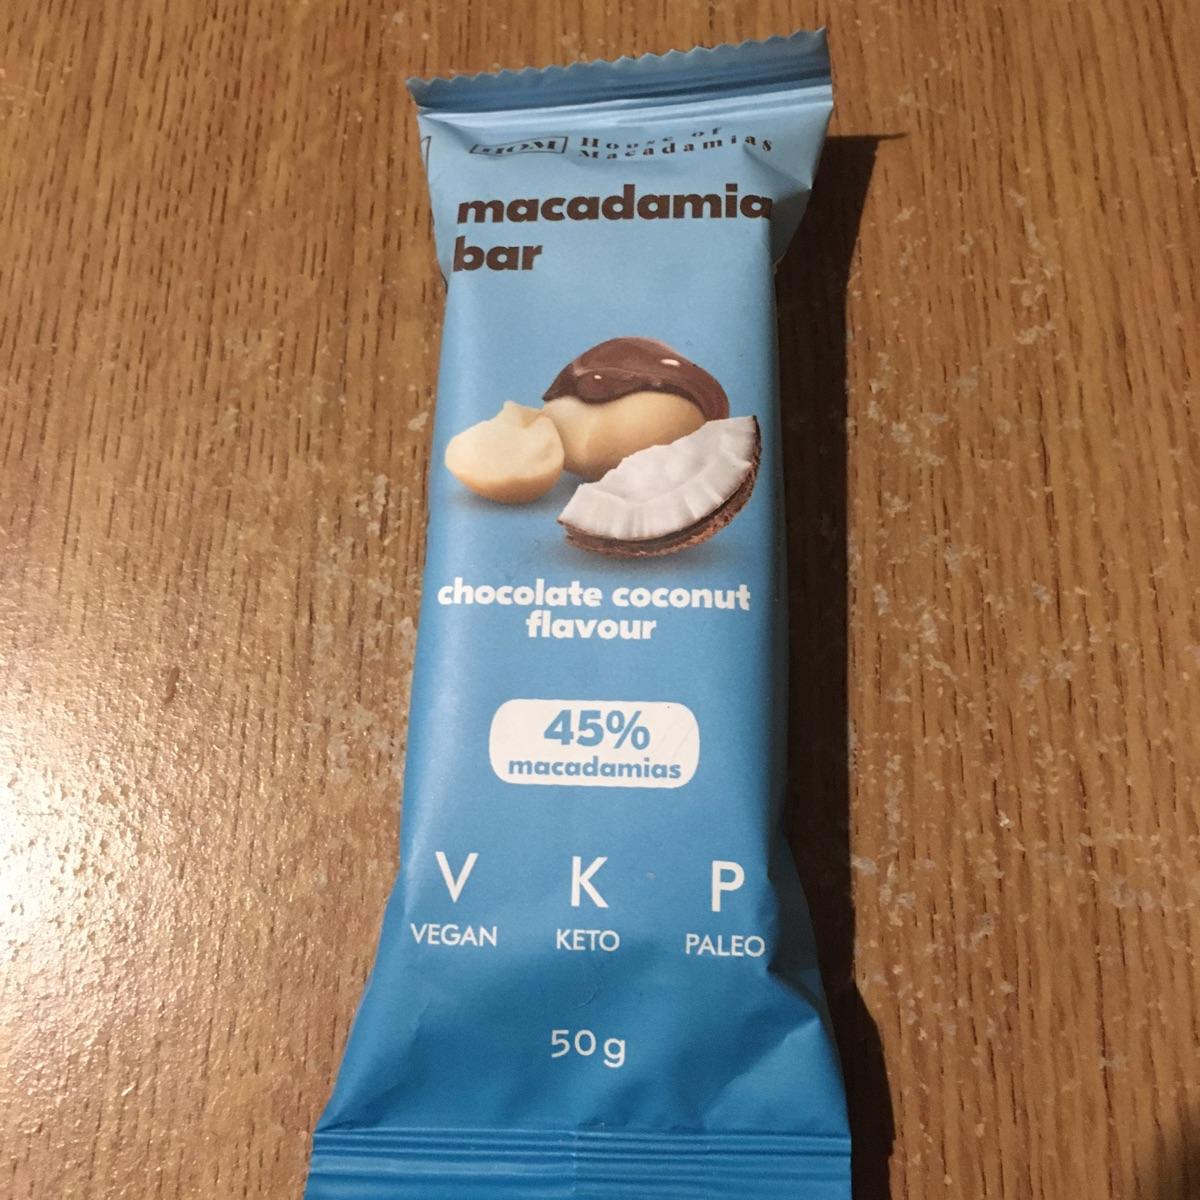 HOM House of
Macadamias
macadamia
bar
chocolate coconut
flavour
45%
macadamias
V K P
VEGAN KETO PALEO
50g